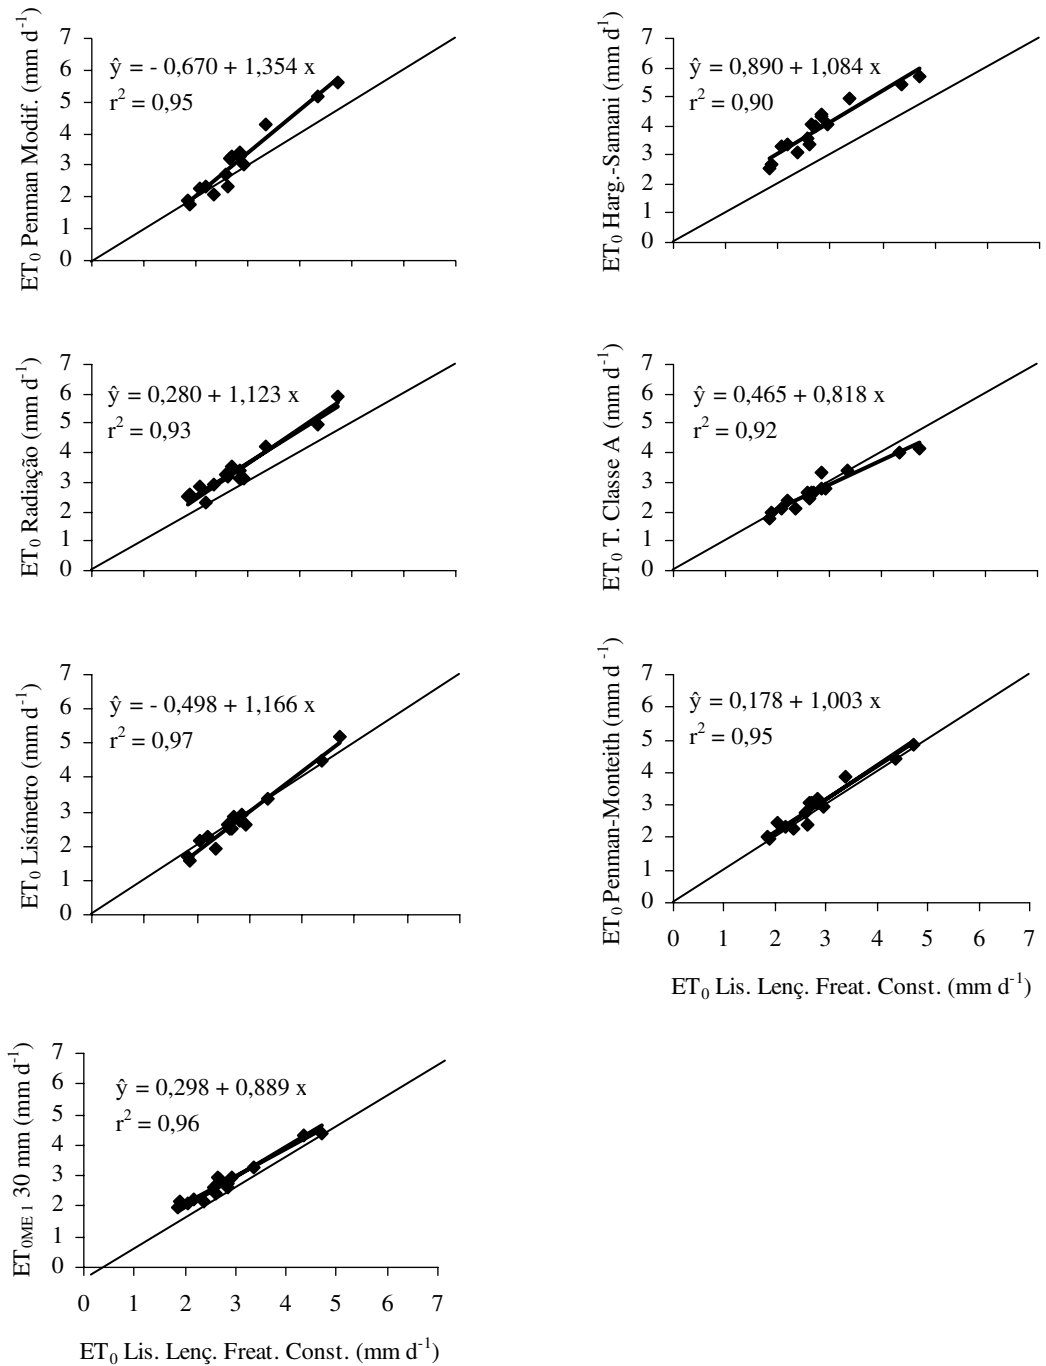 ET0 Penman Modif. (mm d-1)
7
6
5
4
3
2
1
0
ŷ = - 0,670 + 1,354 x
r2 = 0,95
ET0 Harg.-Samani (mm d-1)
7
6
5
4
3
2
1
0
ŷ = 0,890 + 1,084 x
r2 = 0,90
ET0 Radiação (mm d-1)
7
6
5
4
3
2
1
0
ŷ = 0,280 + 1,123 x
r2 = 0,93
ET0 T. Classe A (mm d-1)
7
6
5
4
3
2
1
0
ŷ = 0,465 + 0,818 x
r2 = 0,92
ET0 Lisímetro (mm d-1)
7
6
5
4
3
2
1
0
ŷ = - 0,498 + 1,166 x
r2 = 0,97
ET0 Penman-Monteith (mm d-1)
7
6
5
4
3
2
1
0
ŷ = 0,178 + 1,003 x
r2 = 0,95
0 1 2 3 4 5 6 7
ET0 Lis. Lenç. Freat. Const. (mm d-1)
ET0ME 1 30 mm (mm d-1)
7
6
5
4
3
2
1
0
ŷ = 0,298 + 0,889 x
r2 = 0,96
0 1 2 3 4 5 6 7
ET0 Lis. Lenç. Freat. Const. (mm d-1)